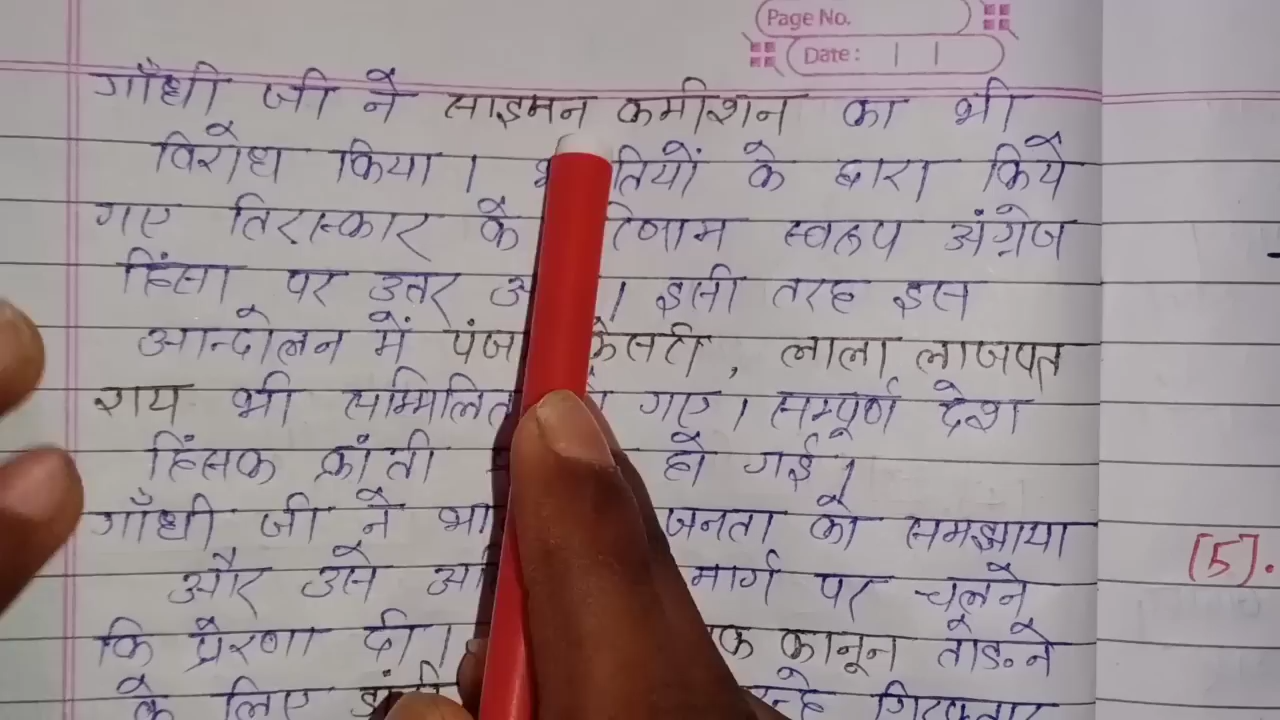 Page No.
Date:
गाँधी जी ने साइमन कमीशन का भी
विरोध किया। के द्वारा किये
गए तिरस्कार के स्वरूप अंग्रेज
हिंसा पर उतर । इसी तरह इस
आन्दोलन में लाला लाजपत
राय भी सम्मिलित गए। सम्पूर्ण देश
हिंसक क्रांती हो गई।
गाँधी जी ने जनता को समझाया
और उसे मार्ग पर चलने
कि प्रेरणा दी। कानून तोड़ने
के लिए गिरफ्तार
[5].